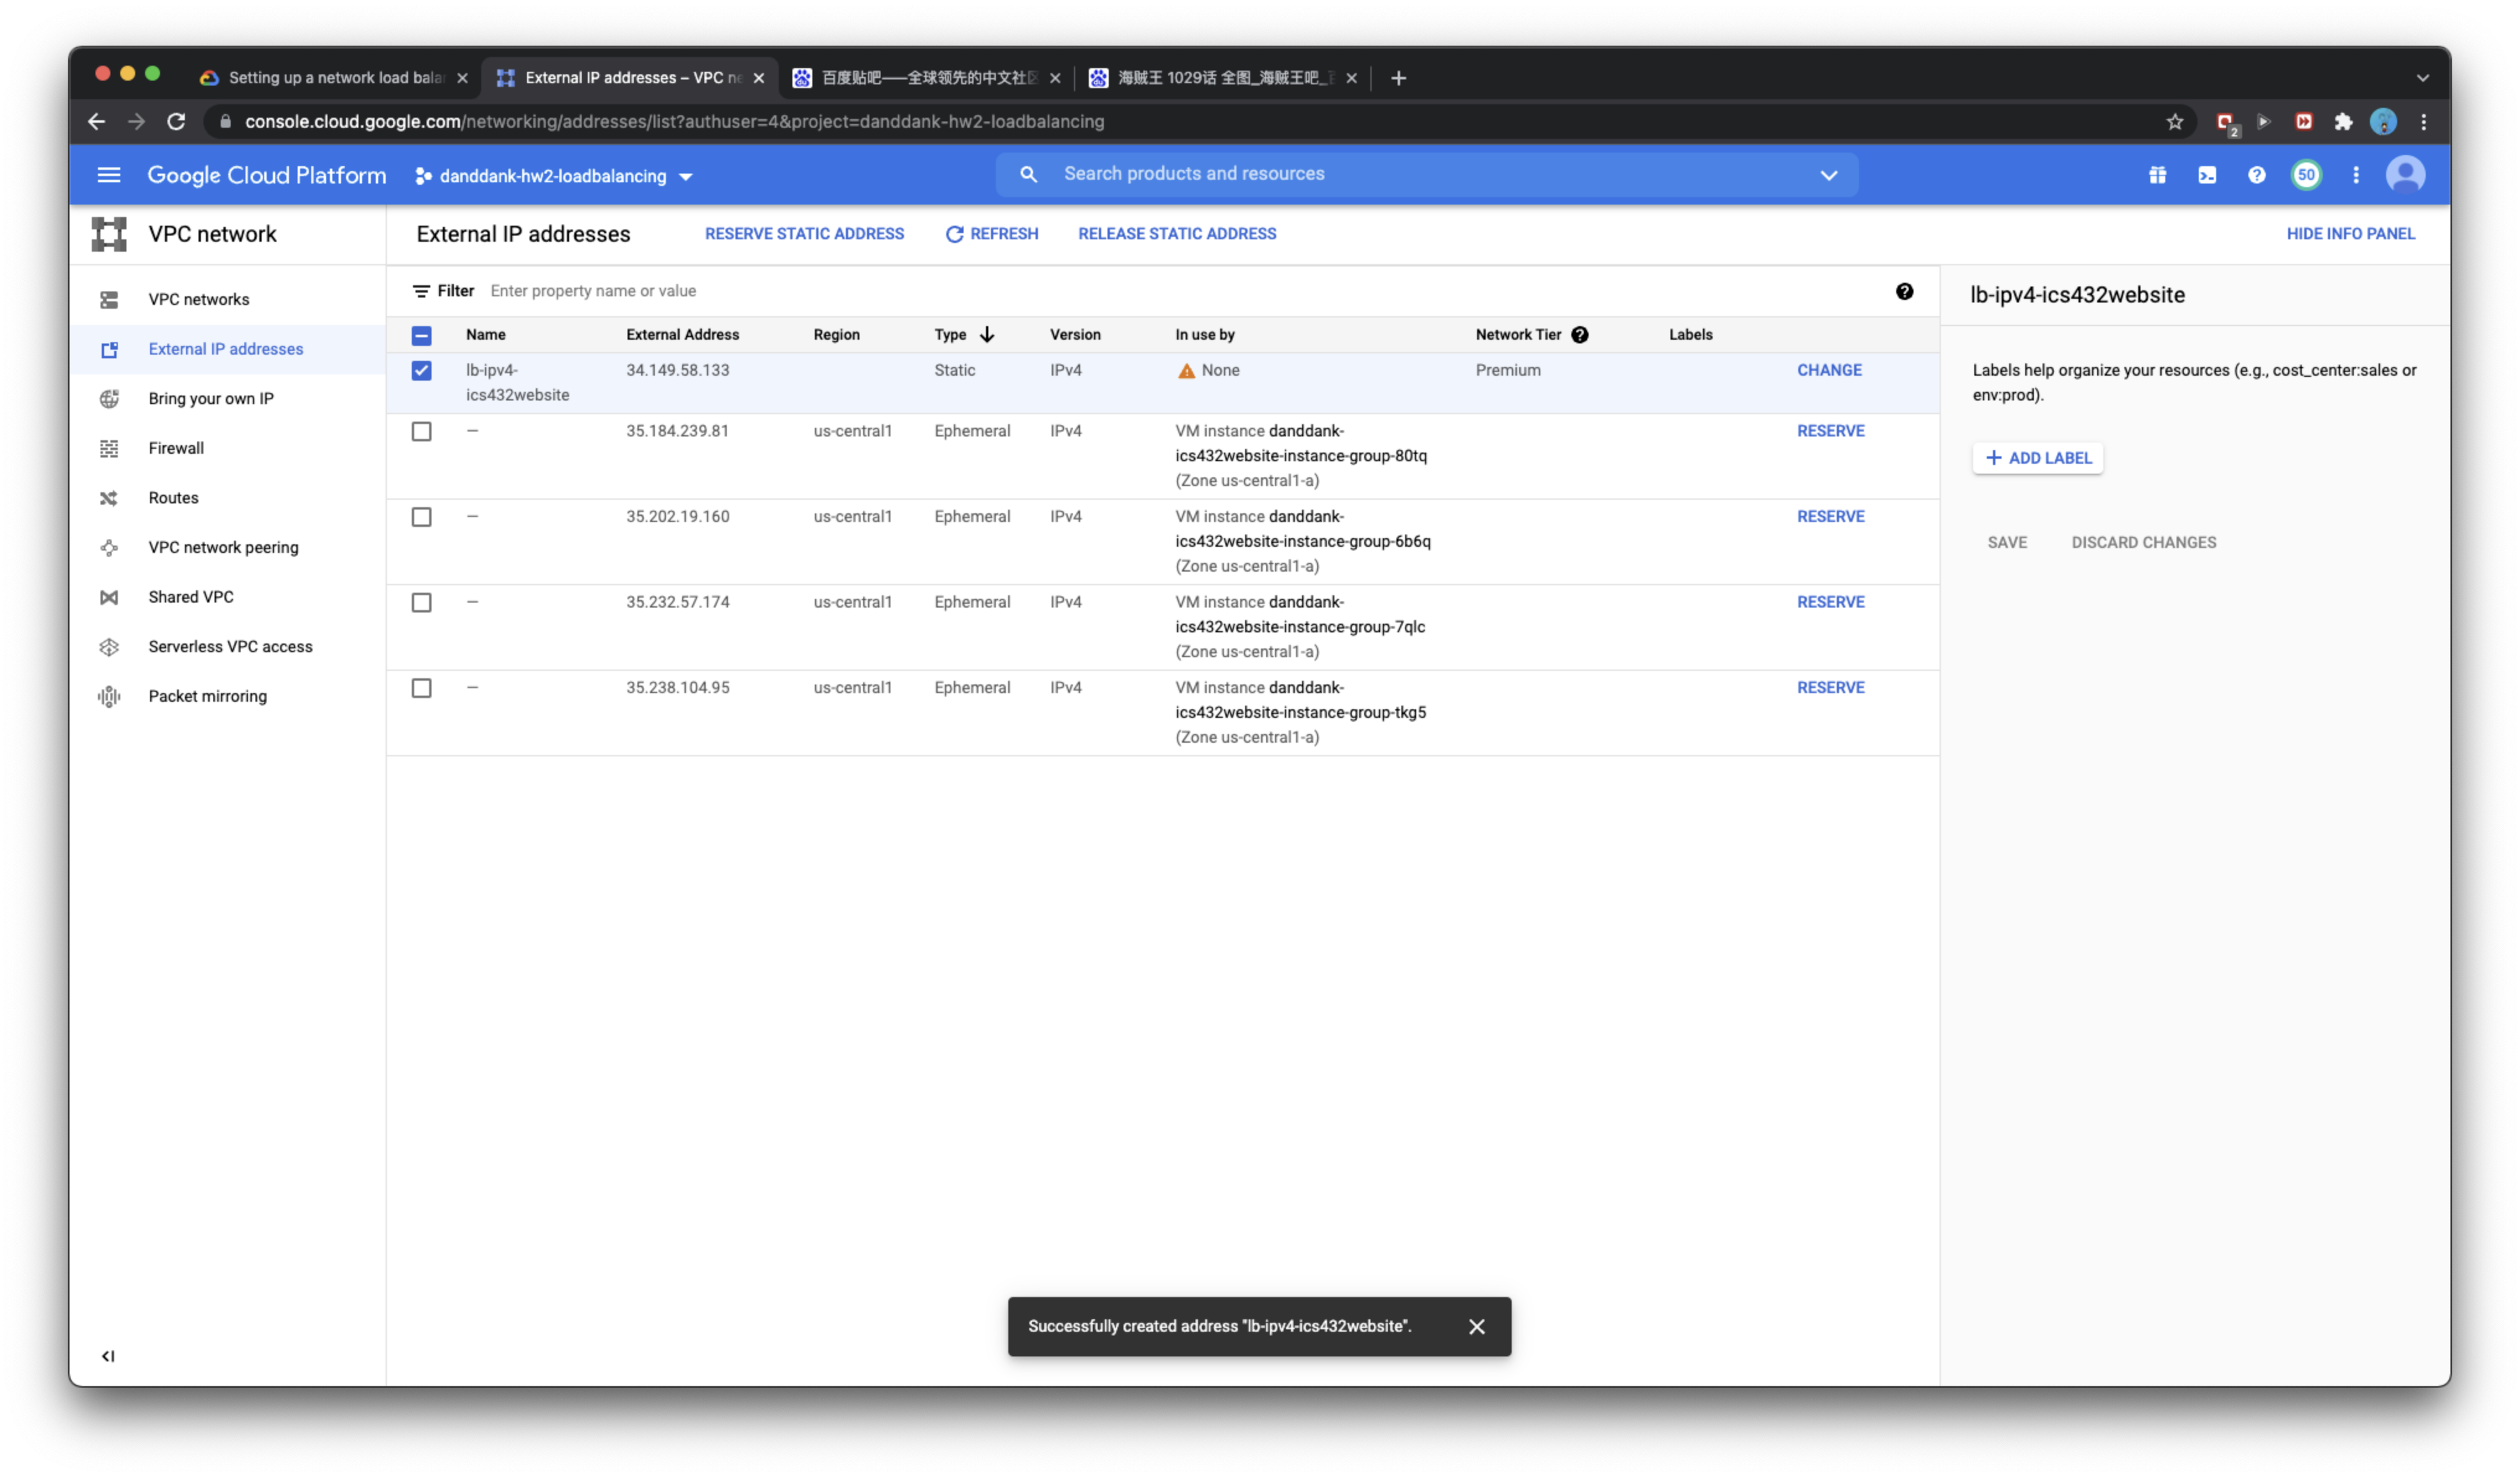 Setting up a network load bala
External IP addresses – VPC ne
百度贴吧——全球领先的中文社区
海贼王 1029话 全图_海贼王吧_
console.cloud.google.com/networking/addresses/list?authuser=4&project=danddank-hw2-loadbalancing
2
Google Cloud Platform
danddank-hw2-loadbalancing
Search products and resources
50
VPC network
External IP addresses
RESERVE STATIC ADDRESS
REFRESH
RELEASE STATIC ADDRESS
HIDE INFO PANEL
VPC networks
External IP addresses
Bring your own IP
Firewall
Routes
VPC network peering
Shared VPC
Serverless VPC access
Packet mirroring
Filter Enter property name or value
Name External Address Region Type Version In use by Network Tier Labels
lb-ipv4- 34.149.58.133 Static IPv4 None Premium CHANGE
ics432website
— 35.184.239.81 us-central1 Ephemeral IPv4 VM instance danddank- RESERVE
ics432website-instance-group-80tq
(Zone us-central1-a)
— 35.202.19.160 us-central1 Ephemeral IPv4 VM instance danddank- RESERVE
ics432website-instance-group-6b6q
(Zone us-central1-a)
— 35.232.57.174 us-central1 Ephemeral IPv4 VM instance danddank- RESERVE
ics432website-instance-group-7qlc
(Zone us-central1-a)
— 35.238.104.95 us-central1 Ephemeral IPv4 VM instance danddank- RESERVE
ics432website-instance-group-tkg5
(Zone us-central1-a)
lb-ipv4-ics432website
Labels help organize your resources (e.g., cost_center:sales or
env:prod).
ADD LABEL
SAVE DISCARD CHANGES
Successfully created address "lb-ipv4-ics432website".